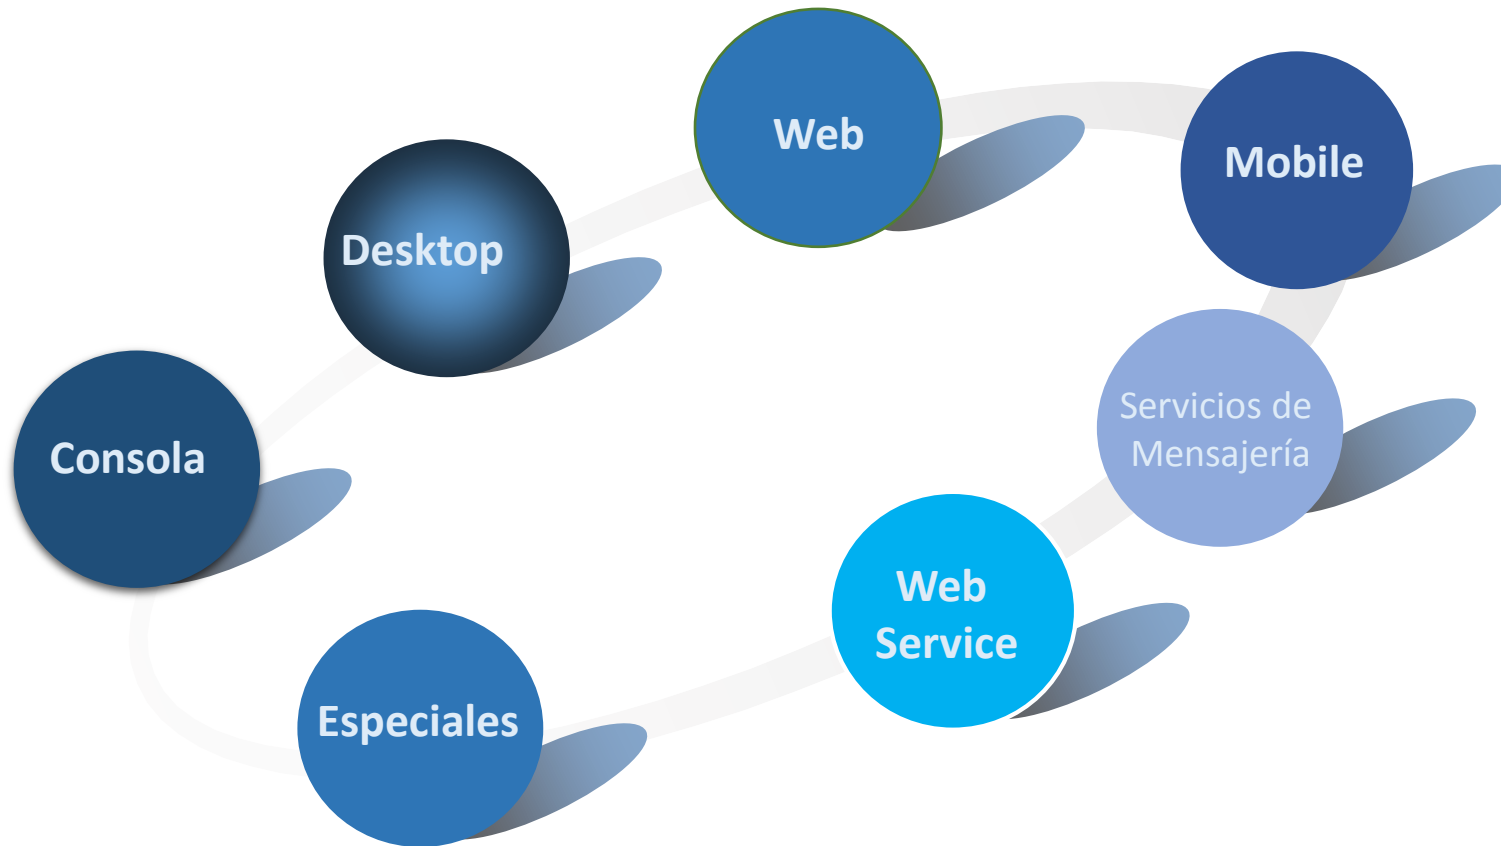 Web
Mobile
Desktop
Servicios de
Mensajería
Consola
Web
Service
Especiales